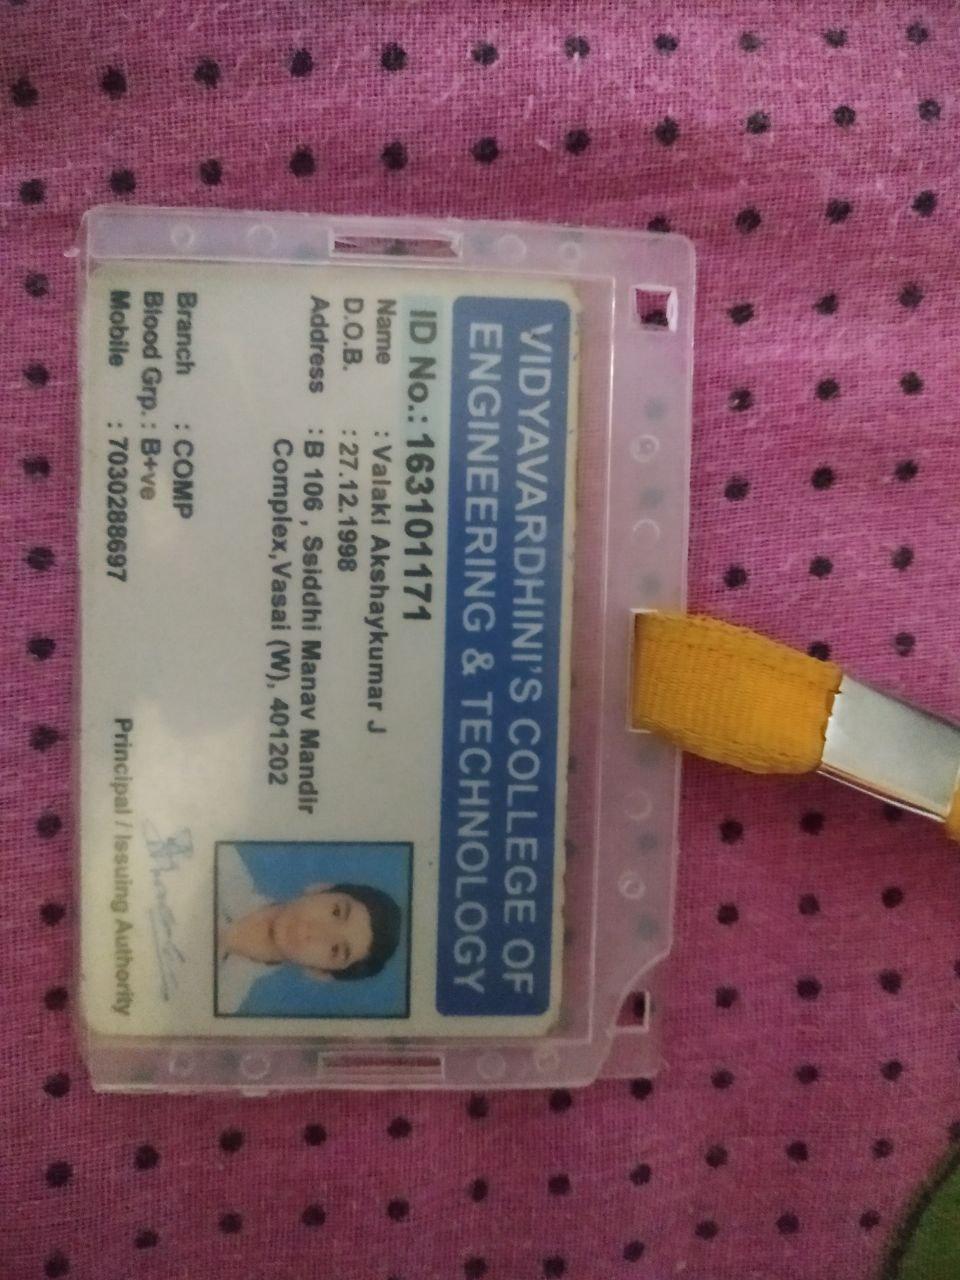 VIDYAVARDHINI'S COLLEGE OF
ENGINEERING & TECHNOLOGY
ID No.: 163101171
Name : Valaki Akshaykumar J
D.O.B. : 27.12.1998
Address : B 106 , Ssiddhi Manav Mandir
Complex,Vasai (W), 401202
Branch : COMP
Blood Grp. : B+ve
Mobile : 7030288697
Principal / Issuing Authority